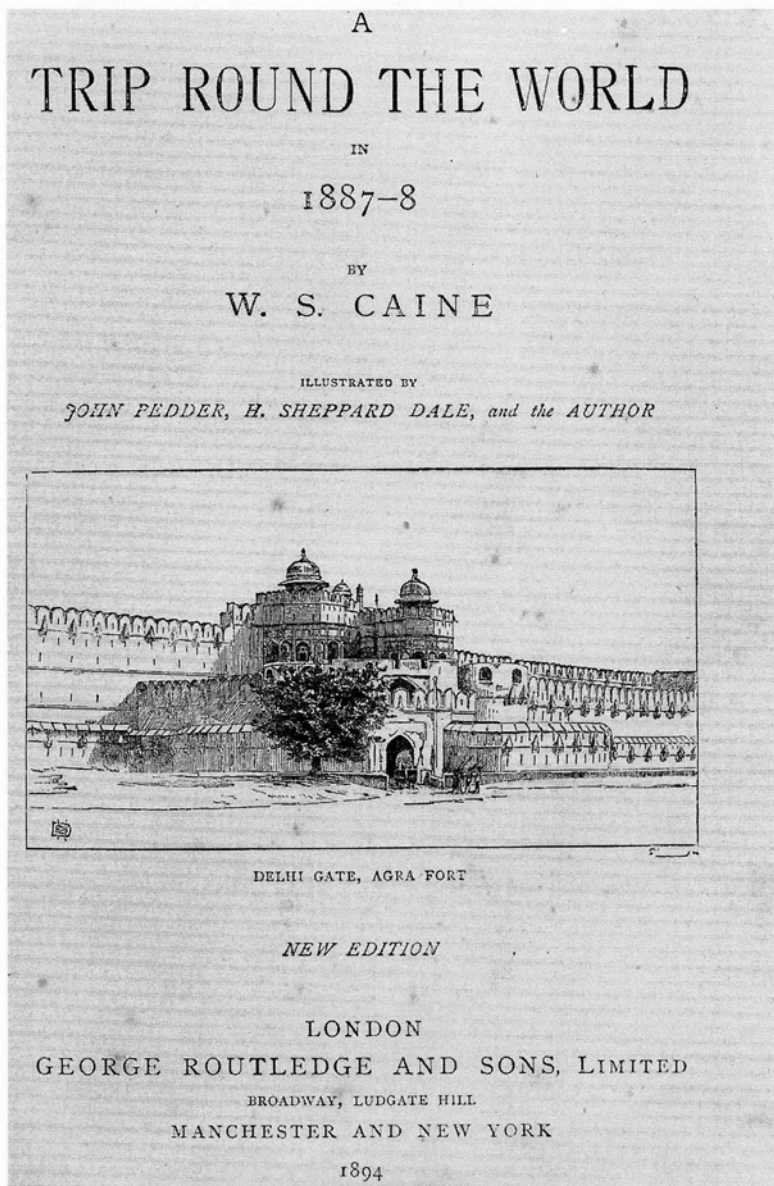 A
TRIP ROUND THE WORLD
IN
1887–8
BY
W. S. CAINE
ILLUSTRATED BY
JOHN PEDDER, H. SHEPPARD DALE, and the AUTHOR
DELHI GATE, AGRA FORT
NEW EDITION
LONDON
GEORGE ROUTLEDGE AND SONS, LIMITED
BROADWAY, LUDGATE HILL
MANCHESTER AND NEW YORK
1894